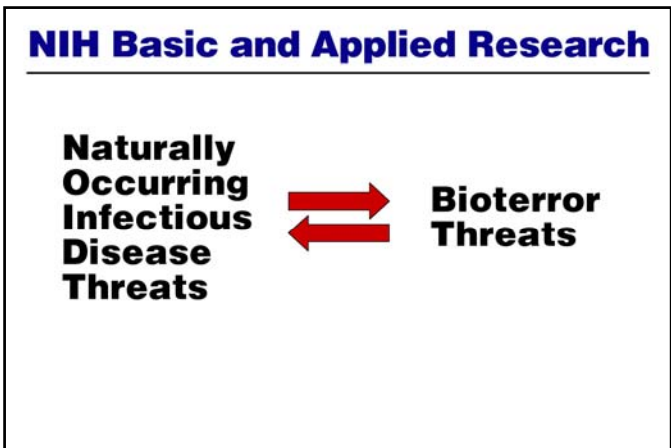 NIH Basic and Applied Research
Naturally
Occurring
Infectious
Disease
Threats
Bioterror
Threats